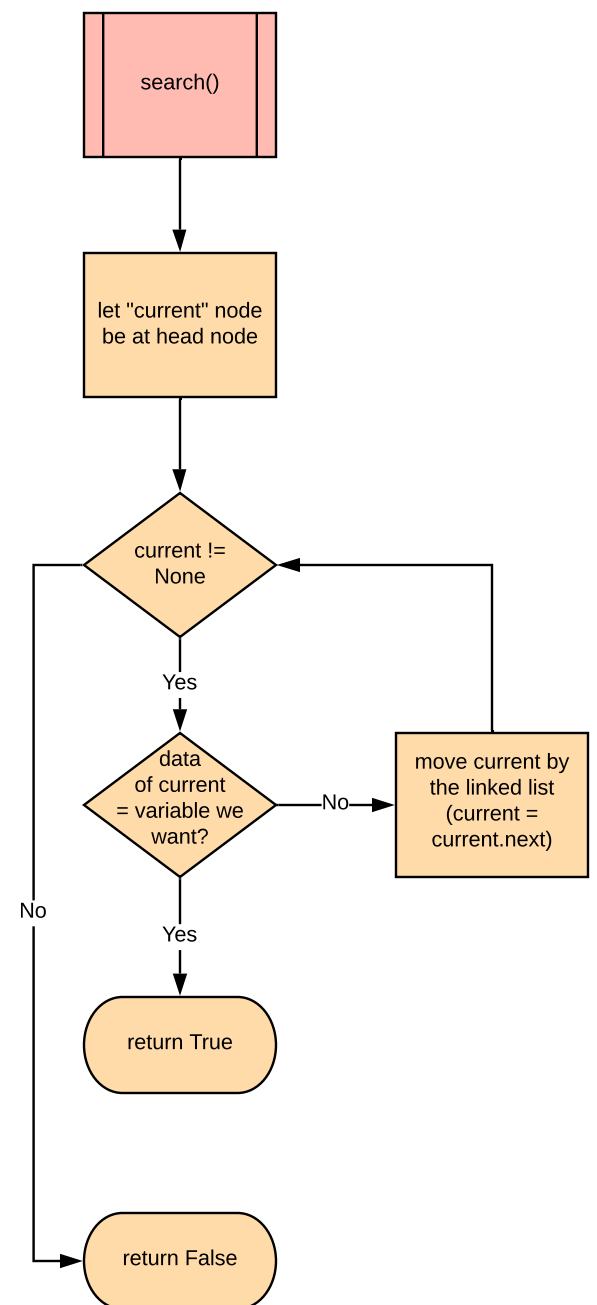 search()
let "current" node
be at head node
current !=
None
Yes
data
of current
= variable we
want?
No
move current by
the linked list
(current =
current.next)
No
Yes
return True
return False